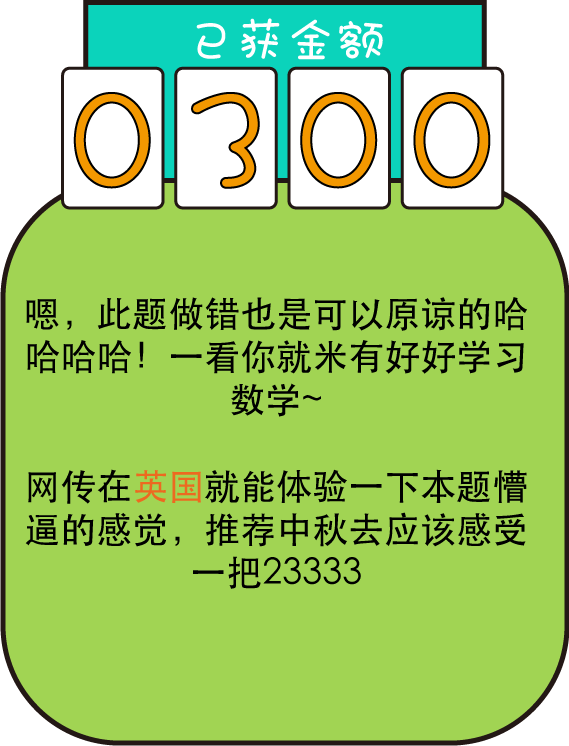 已获金额
0300
嗯，此题做错也是可以原谅的哈
哈哈哈！一看你就米有好好学习
数学~
网传在英国就能体验一下本题懵
逼的感觉，推荐中秋去应该感受
一把23333